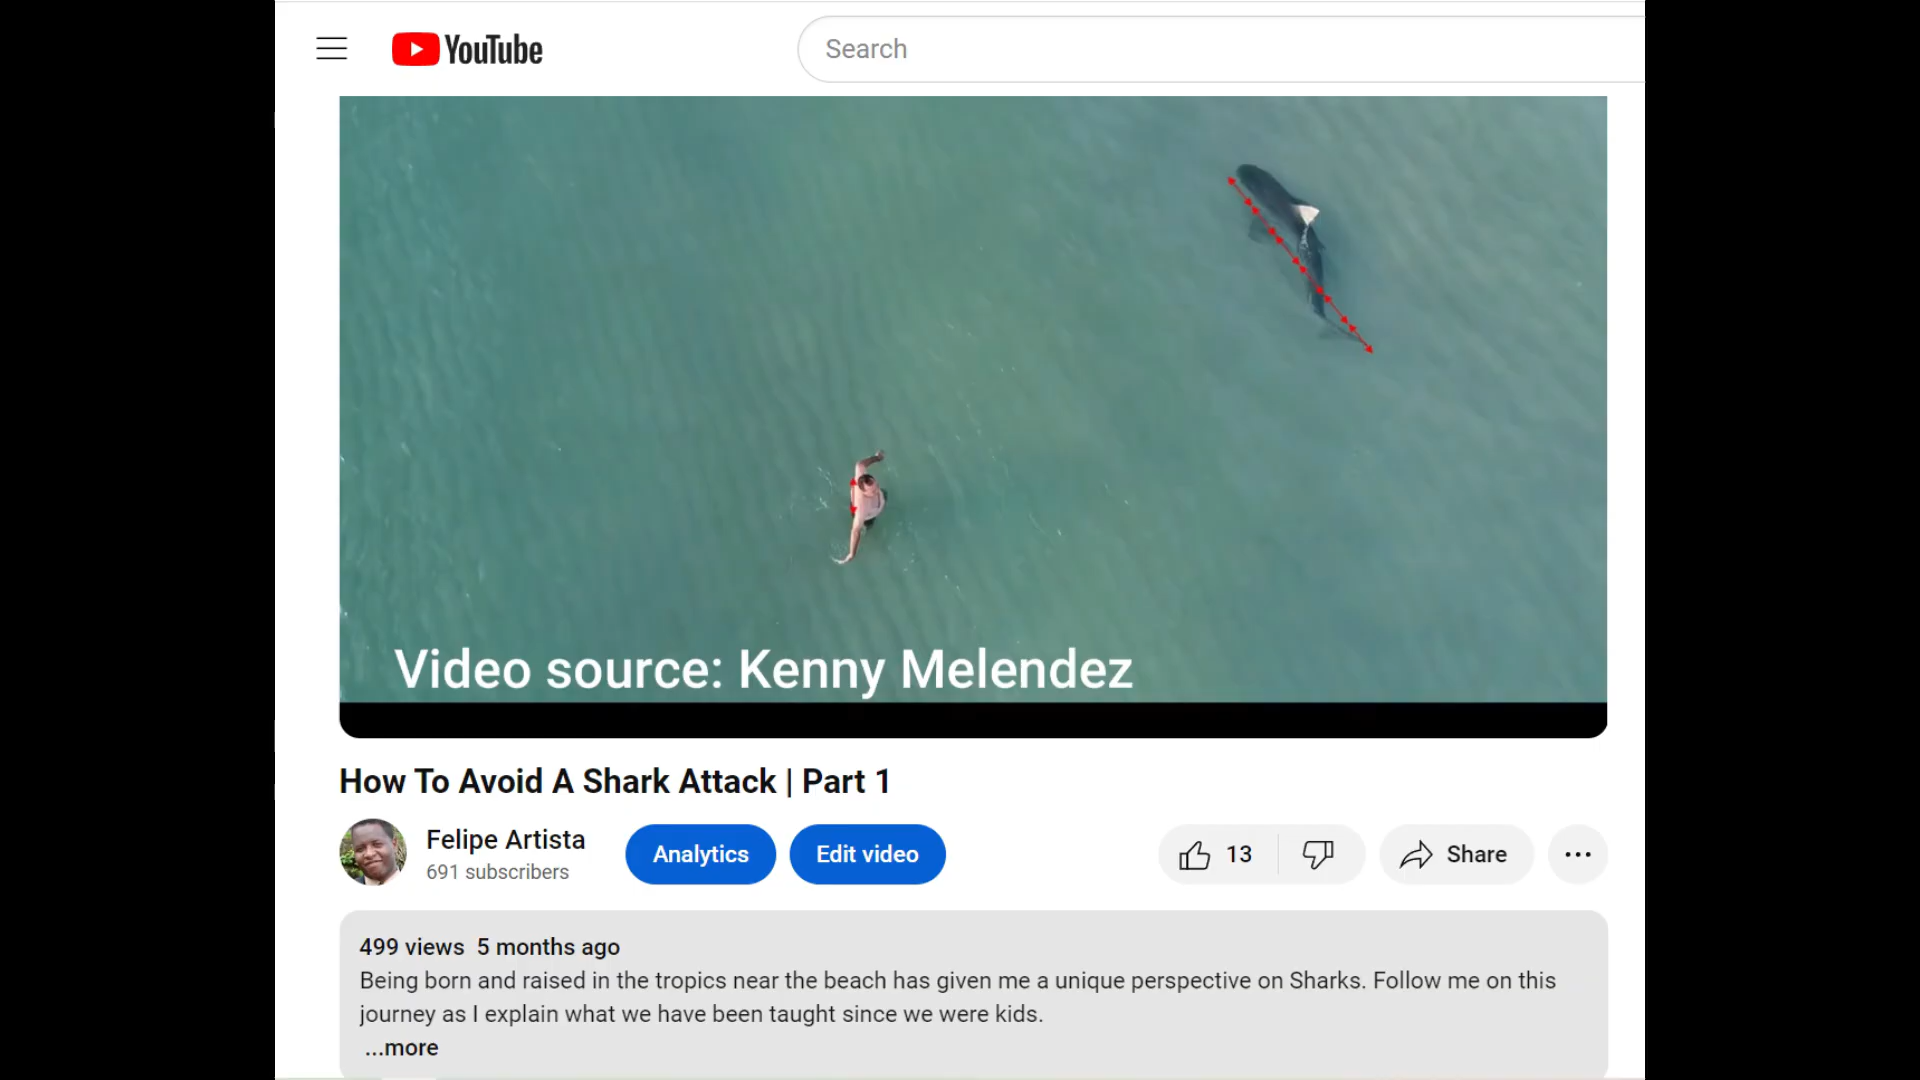 YouTube
Search
Video source: Kenny Melendez
How To Avoid A Shark Attack | Part 1
Felipe Artista
691 subscribers
Analytics
Edit video
13
Share
499 views 5 months ago
Being born and raised in the tropics near the beach has given me a unique perspective on Sharks. Follow me on this
journey as I explain what we have been taught since we were kids.
...more